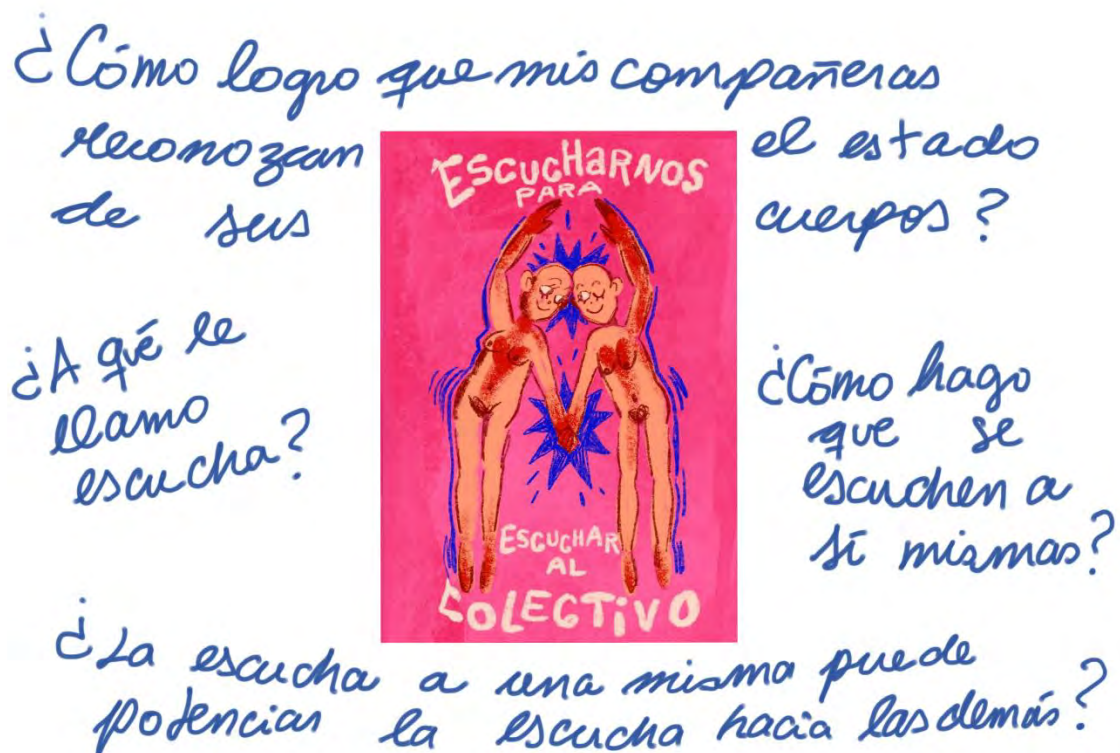 ¿Cómo logro que mis compañeras
reconozcan el estado
de sus cuerpos?
ESCUCHARNOS
PARA
ESCUCHAR
AL
COLECTIVO
¿A qué le
llamo
escucha?
¿Cómo hago
que se
escuchen a
sí mismas?
¿La escucha a una misma puede
potenciar la escucha hacia las demás?